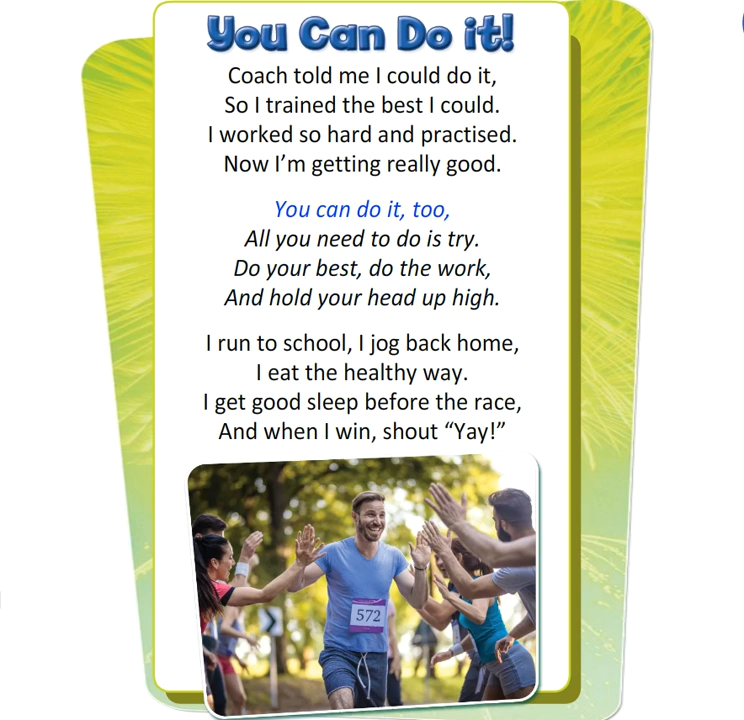 You Can Do it!
Coach told me I could do it,
So I trained the best I could.
I worked so hard and practised.
Now I’m getting really good.
You can do it, too,
All you need to do is try.
Do your best, do the work,
And hold your head up high.
I run to school, I jog back home,
I eat the healthy way.
I get good sleep before the race,
And when I win, shout “Yay!”
572